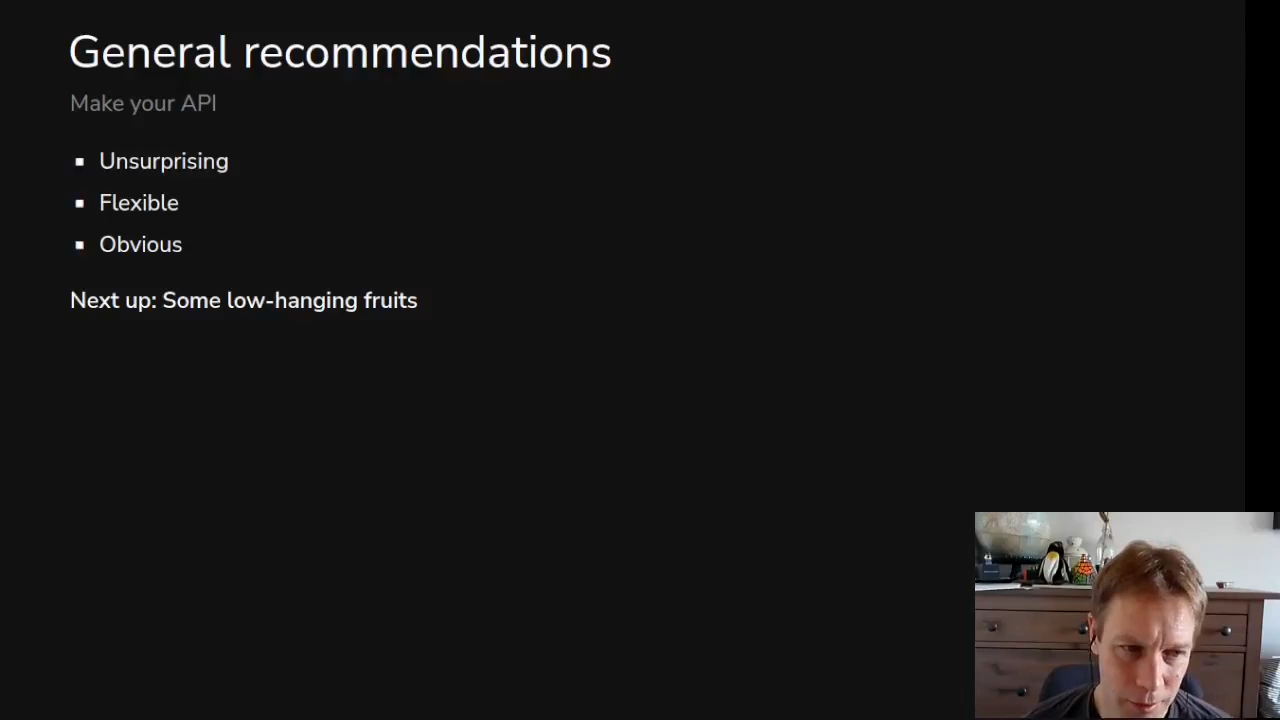 General recommendations
Make your API
Unsurprising
Flexible
Obvious
Next up: Some low-hanging fruits